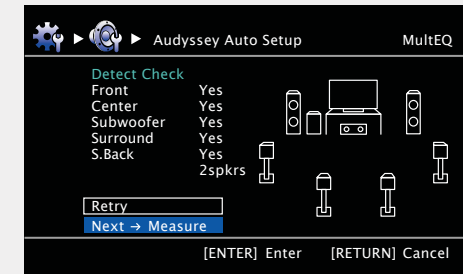 Audyssey Auto Setup MultEQ
Detect Check
Front Yes
Center Yes
Subwoofer Yes
Surround Yes
S.Back Yes
2spkrs
Retry
Next → Measure
[ENTER] Enter [RETURN] Cancel